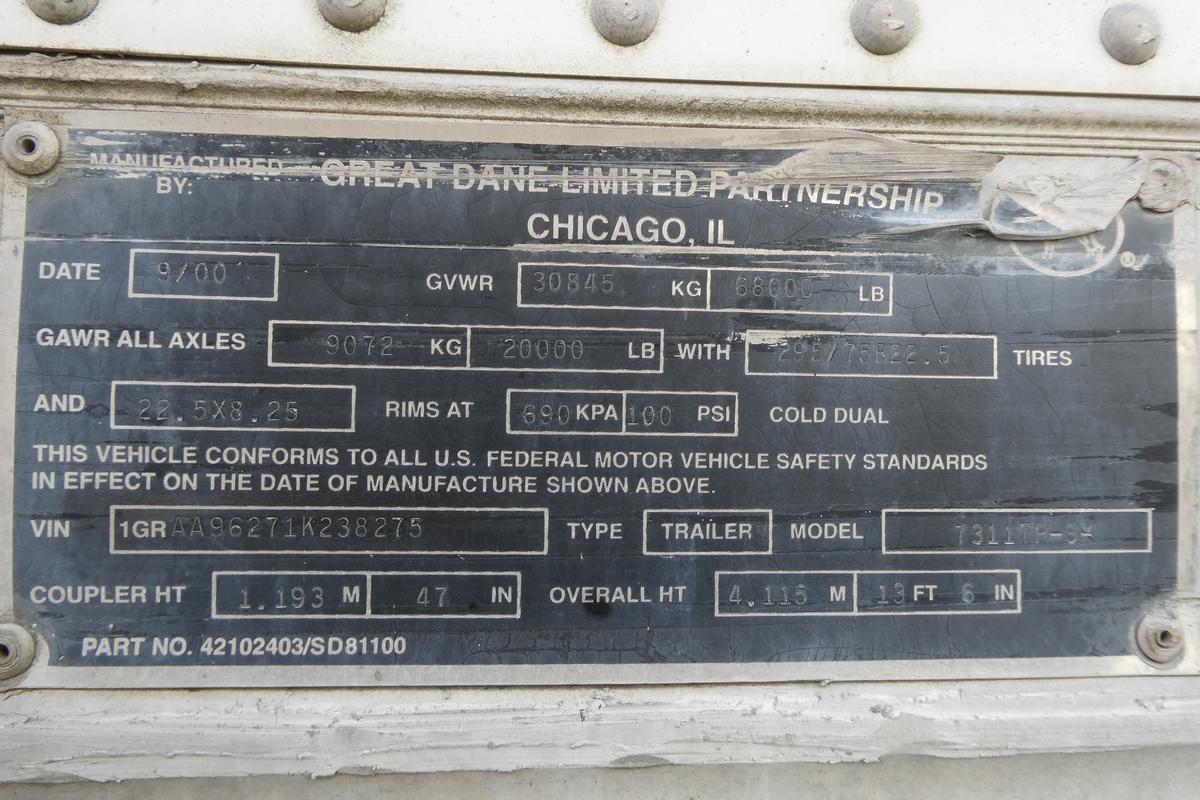 MANUFACTURED BY: GREAT DANE LIMITED PARTNERSHIP
CHICAGO, IL
DATE 9/00 GVWR 30845 KG 68000 LB
GAWR ALL AXLES 9072 KG 20000 LB WITH 295/75R22.5 TIRES
AND 22.5X8.25 RIMS AT 690 KPA 100 PSI COLD DUAL
THIS VEHICLE CONFORMS TO ALL U.S. FEDERAL MOTOR VEHICLE SAFETY STANDARDS
IN EFFECT ON THE DATE OF MANUFACTURE SHOWN ABOVE.
VIN 1GRAA96271K238275 TYPE TRAILER MODEL
COUPLER HT 1.193 M 47 IN OVERALL HT 4.115 M 13 FT 6 IN
PART NO. 42102403/SD81100